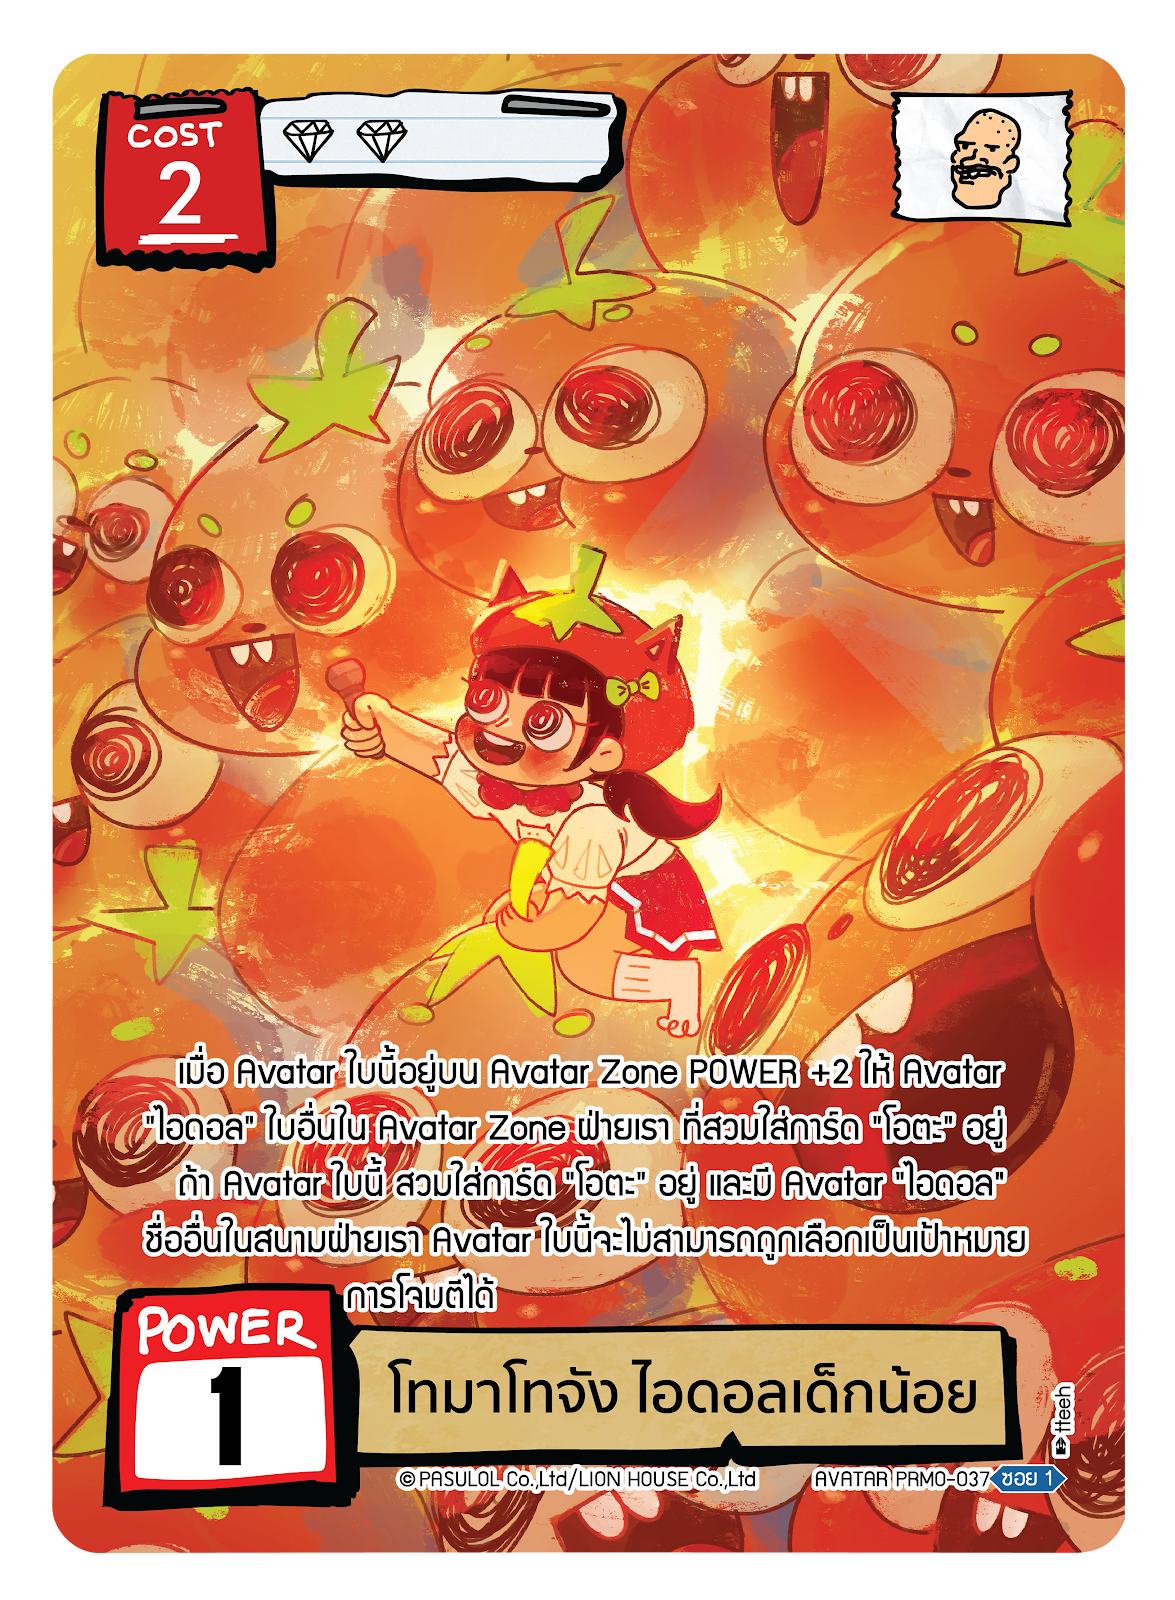 COST
2
เมื่อ Avatar ใบนี้อยู่บน Avatar Zone POWER +2 ให้ Avatar
"ไอดอล" ใบอื่นใน Avatar Zone ฝ่ายเรา ที่สวมใส่การ์ด "โอตะ" อยู่
ถ้า Avatar ใบนี้ สวมใส่การ์ด "โอตะ" อยู่ และมี Avatar "ไอดอล"
ชื่ออื่นในสนามฝ่ายเรา Avatar ใบนี้จะไม่สามารถถูกเลือกเป็นเป้าหมาย
การโจมตีได้
POWER
1
โทมาโทจัง ไอดอลเด็กน้อย
tteeh
© PASULOL Co.,Ltd/LION HOUSE Co.,Ltd
AVATAR PRMO-037 ซอย 1